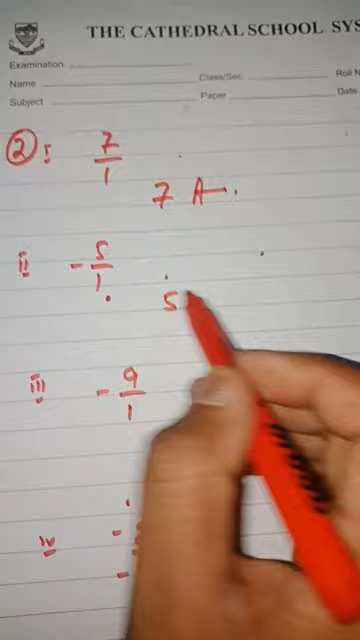 THE CATHEDRAL SCHOOL SYS
Examination
Name
Class/Sec.
Roll N
Subject
Paper
Date
②: 7/1
7 A
ii - 5/1
5
iii - 9/1
iv -
-